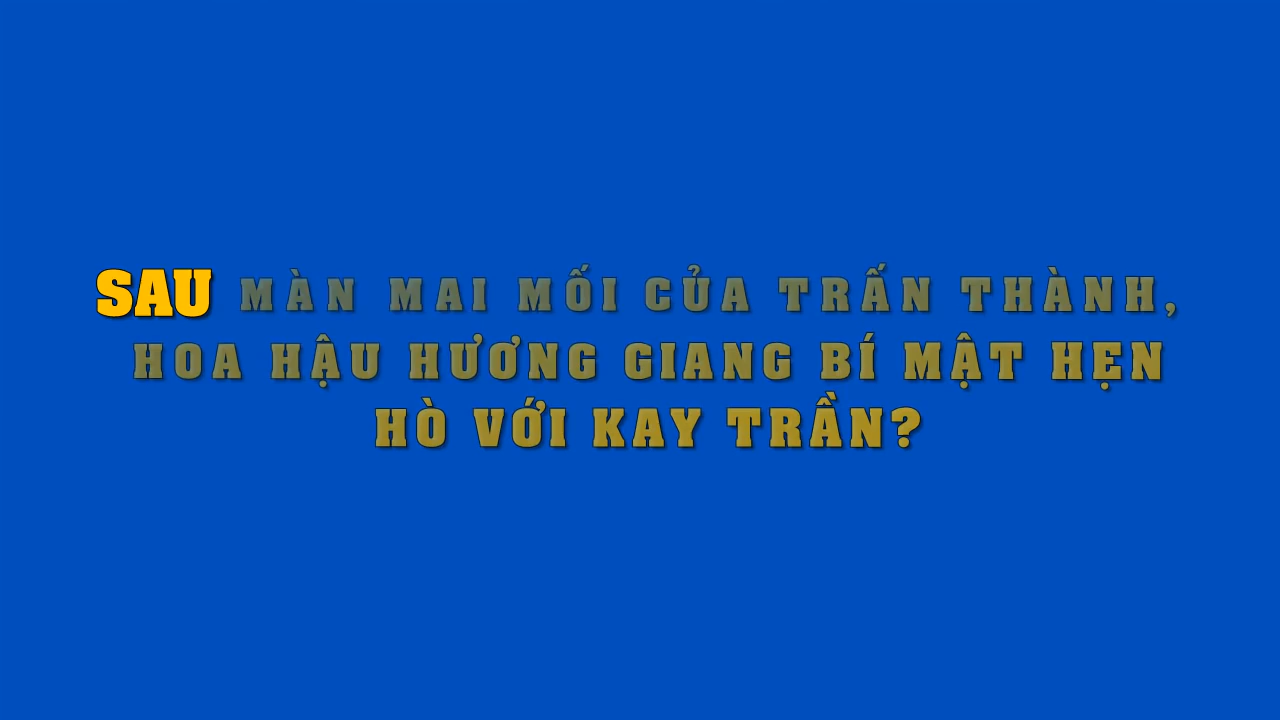 SAU MÀN MAI MỐI CỦA TRẤN THÀNH,
HOA HẬU HƯƠNG GIANG BÍ MẬT HẸN
HÒ VỚI KAY TRẦN?